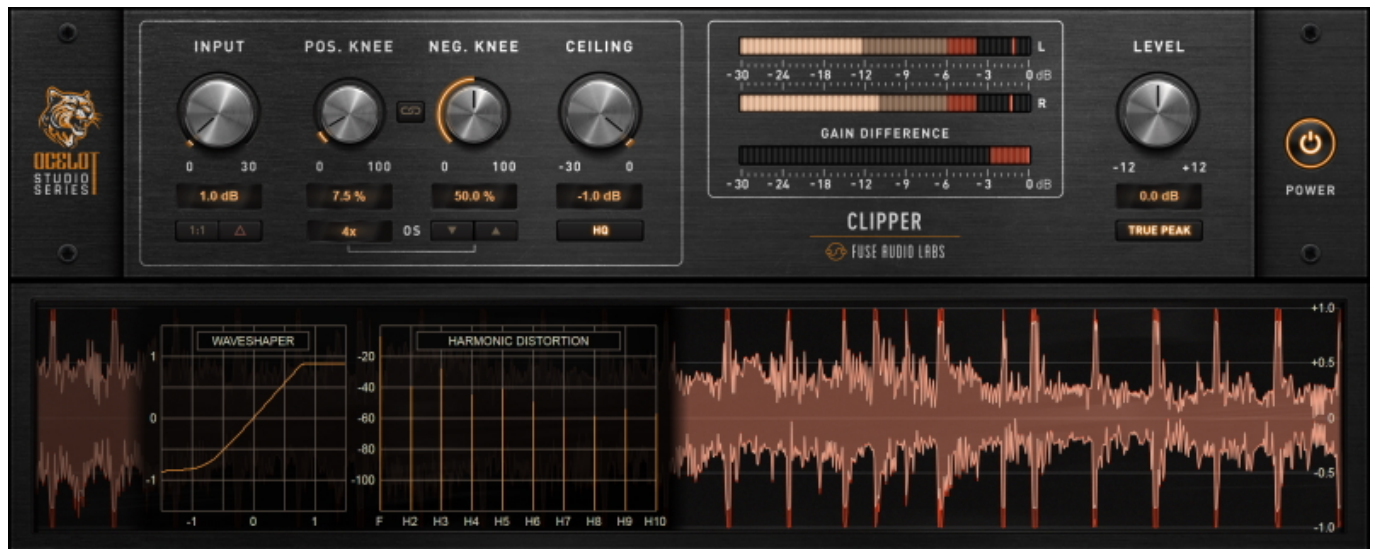 INPUT
POS. KNEE
NEG. KNEE
CEILING
0 30
0 100
0 100
-30 0
1.0 dB
7.5 %
50.0 %
-1.0 dB
1:1
4x
OS
HQ
L
-30 -24 -18 -12 -9 -6 -3 0 dB
R
GAIN DIFFERENCE
-30 -24 -18 -12 -9 -6 -3 0 dB
CLIPPER
FUSE AUDIO LABS
LEVEL
-12 +12
0.0 dB
TRUE PEAK
POWER
OCELOT
STUDIO
SERIES
WAVESHAPER
1
0
-1
-1 0 1
HARMONIC DISTORTION
-20
-40
-60
-80
-100
F H2 H3 H4 H5 H6 H7 H8 H9 H10
+1.0
+0.5
0
-0.5
-1.0